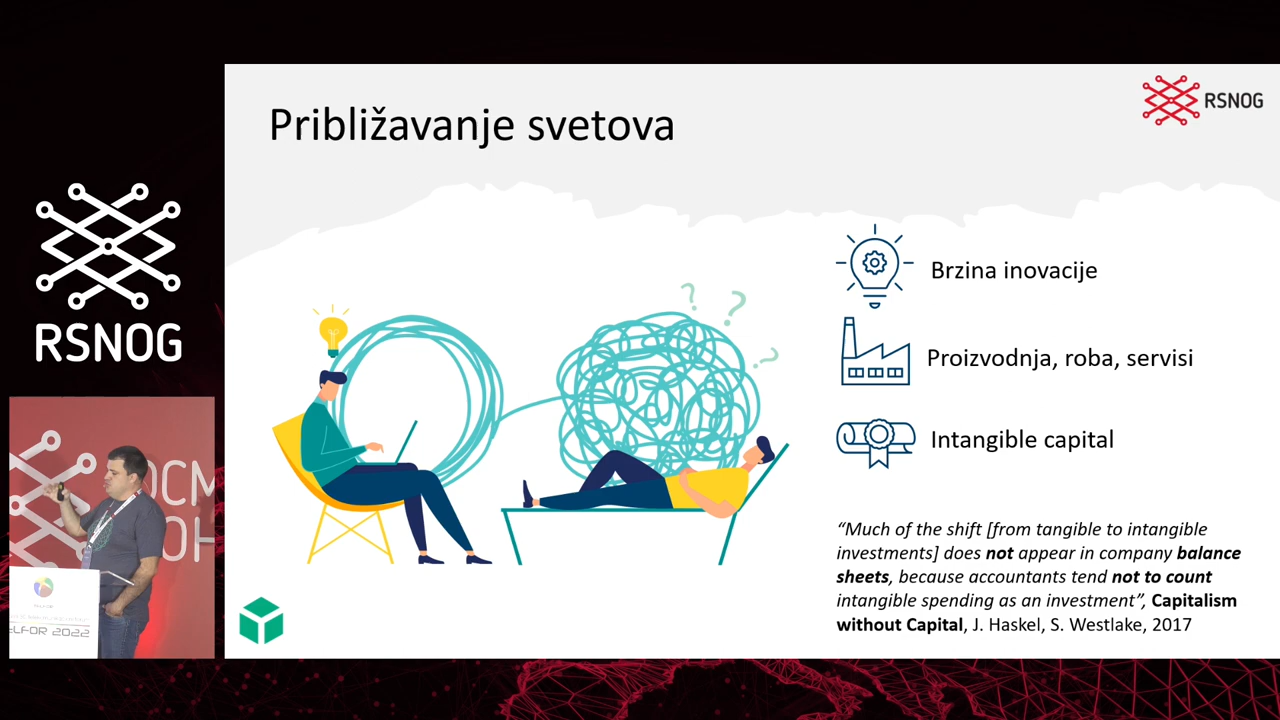 RSNOG
Približavanje svetova
RSNOG
Brzina inovacije
Proizvodnja, roba, servisi
Intangible capital
“Much of the shift [from tangible to intangible
investments] does not appear in company balance
sheets, because accountants tend not to count
intangible spending as an investment”, Capitalism
without Capital, J. Haskel, S. Westlake, 2017
ELFOR 2022